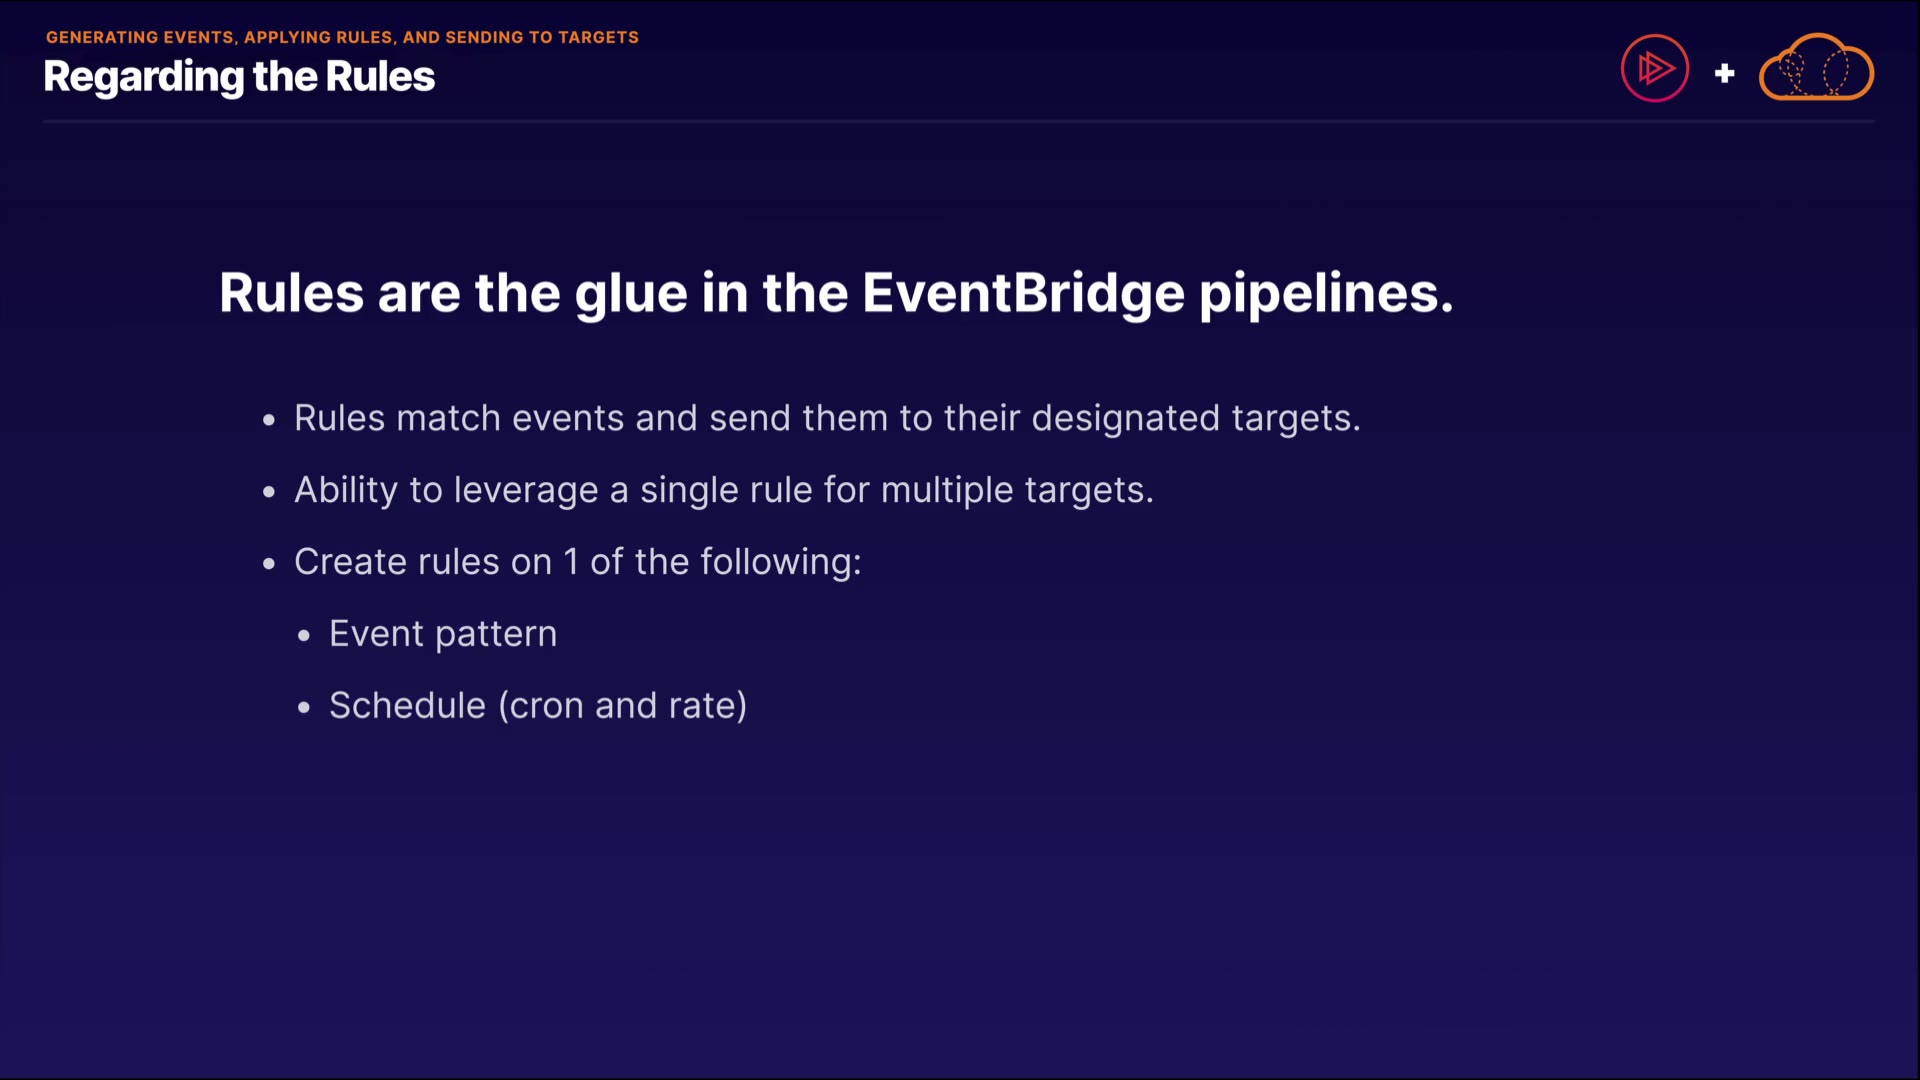 GENERATING EVENTS, APPLYING RULES, AND SENDING TO TARGETS
Regarding the Rules
+
Rules are the glue in the EventBridge pipelines.
• Rules match events and send them to their designated targets.
• Ability to leverage a single rule for multiple targets.
• Create rules on 1 of the following:
• Event pattern
• Schedule (cron and rate)